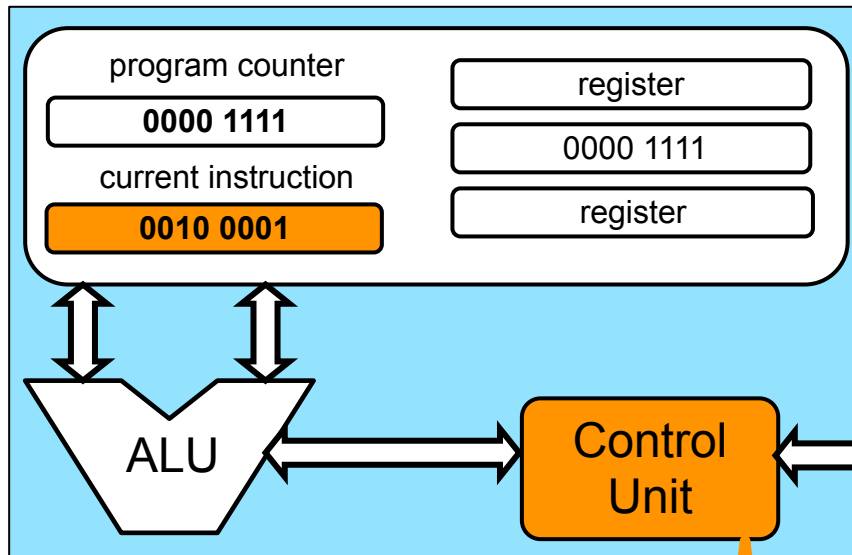 program counter
0000 1111
current instruction
0010 0001
register
0000 1111
register
ALU
Control
Unit